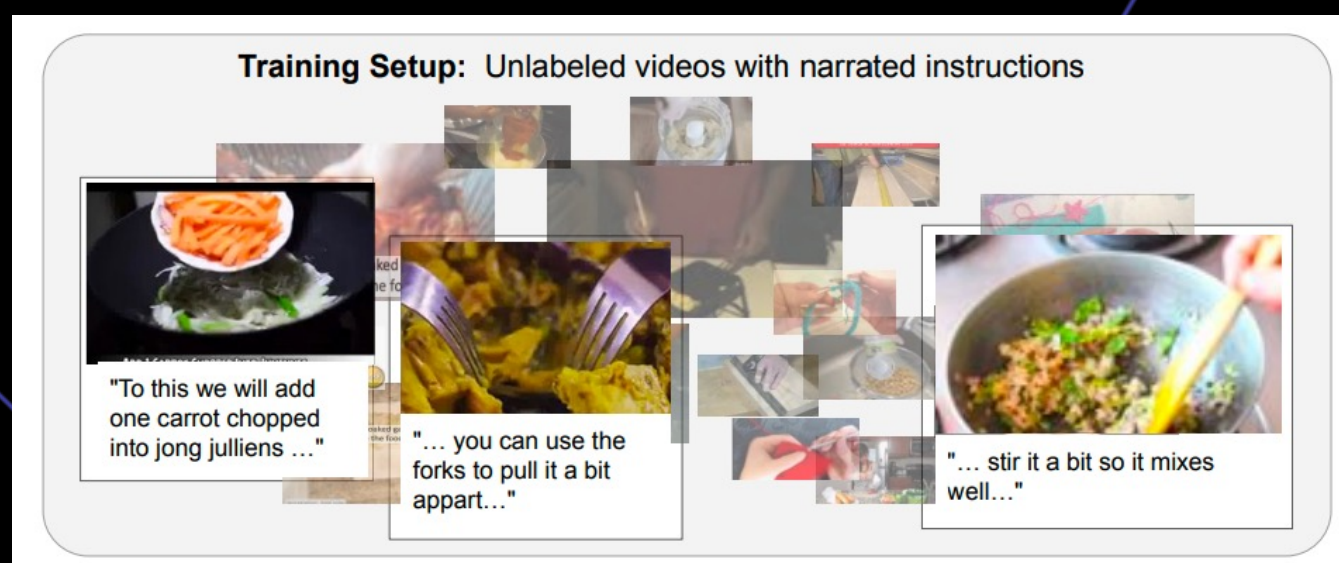 Training Setup: Unlabeled videos with narrated instructions
"To this we will add
one carrot chopped
into jong julliens …"
"… you can use the
forks to pull it a bit
appart…"
"… stir it a bit so it mixes
well…"